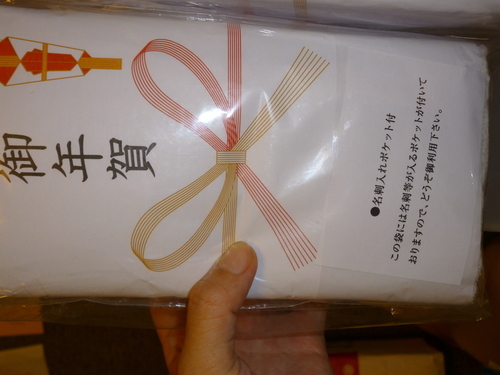 御年賀
●名刺入れポケット付
この袋には名刺等が入るポケットが付いて
おりますので、どうぞ御利用下さい。